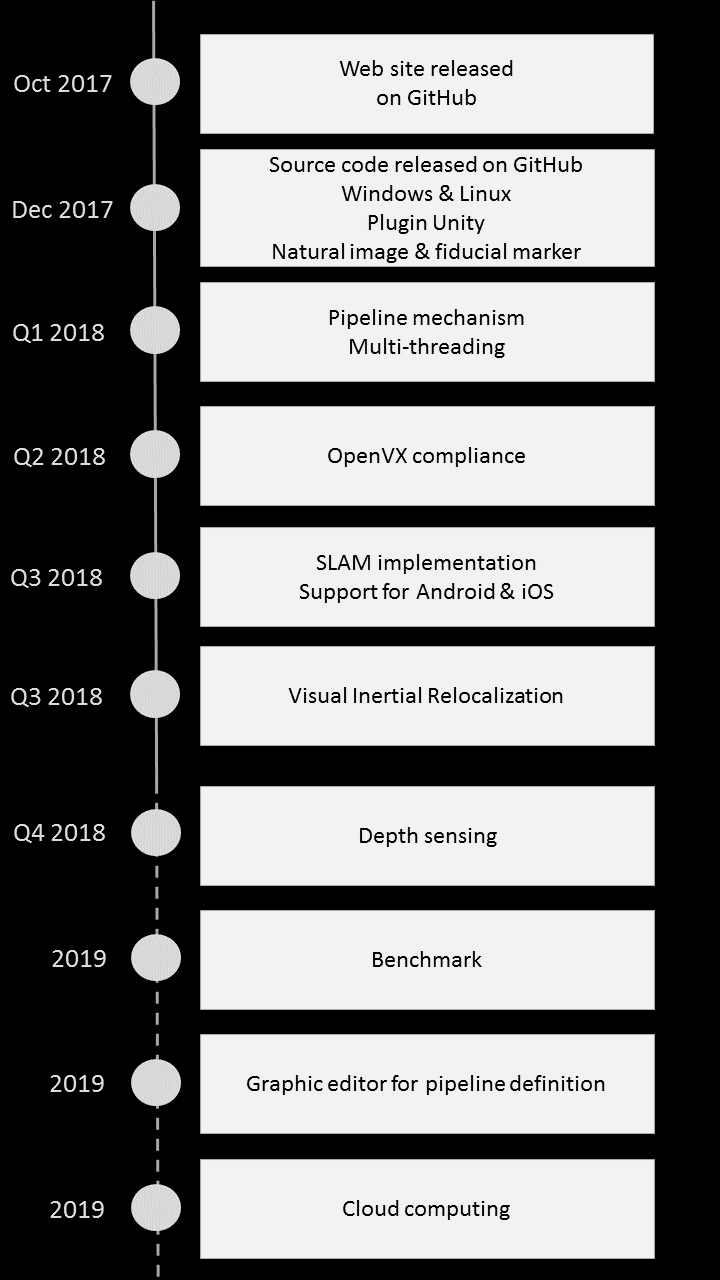 Oct 2017
Web site released
on GitHub
Dec 2017
Source code released on GitHub
Windows & Linux
Plugin Unity
Natural image & fiducial marker
Q1 2018
Pipeline mechanism
Multi-threading
Q2 2018
OpenVX compliance
Q3 2018
SLAM implementation
Support for Android & iOS
Q3 2018
Visual Inertial Relocalization
Q4 2018
Depth sensing
2019
Benchmark
2019
Graphic editor for pipeline definition
2019
Cloud computing